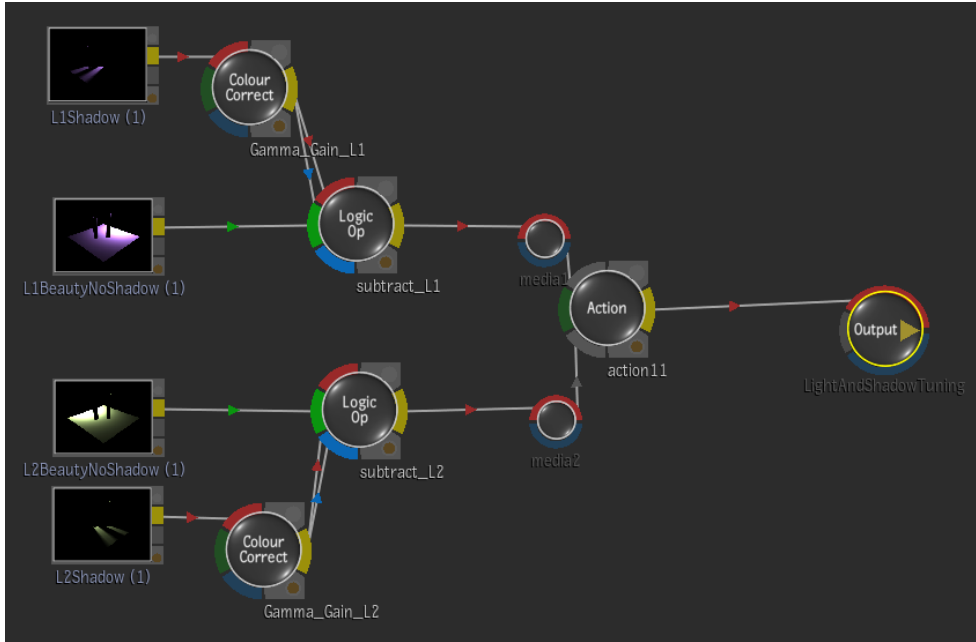 Colour
Correct
L1Shadow (1)
Gamma_Gain_L1
Logic
Op
L1BeautyNoShadow (1)
subtract_L1
media1
Action
Output
action11
LightAndShadowTuning
Logic
Op
L2BeautyNoShadow (1)
subtract_L2
media2
Colour
Correct
L2Shadow (1)
Gamma_Gain_L2